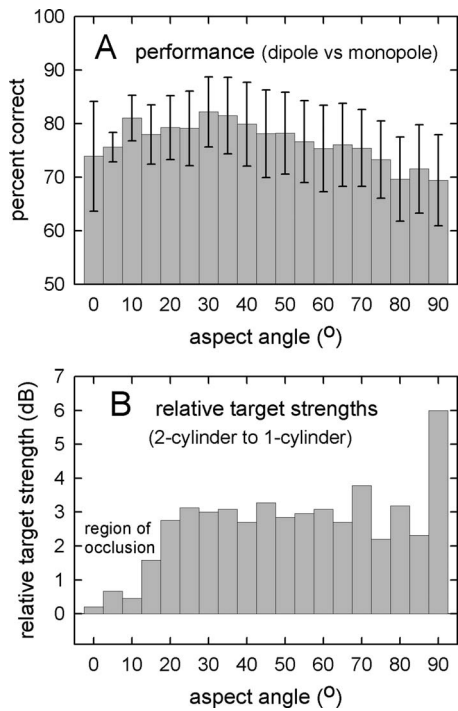 100
90
80
70
60
50
percent correct
A performance (dipole vs monopole)
0 10 20 30 40 50 60 70 80 90
aspect angle (º)
7
6
5
4
3
2
1
0
relative target strength (dB)
B relative target strengths
(2-cylinder to 1-cylinder)
region of
occlusion
0 10 20 30 40 50 60 70 80 90
aspect angle (º)